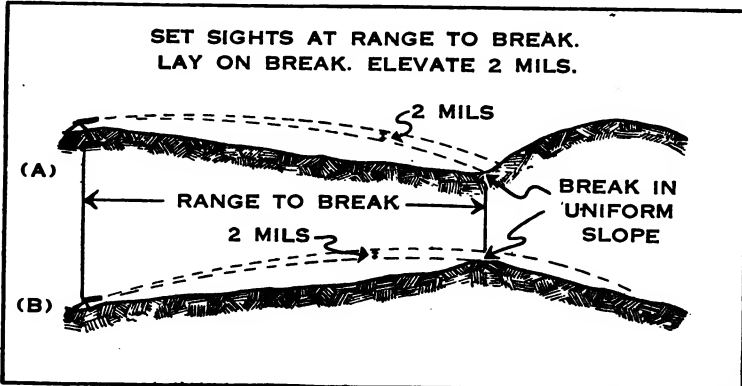 SET SIGHTS AT RANGE TO BREAK.
LAY ON BREAK. ELEVATE 2 MILS.
2 MILS
(A)
RANGE TO BREAK
BREAK IN
UNIFORM
SLOPE
2 MILS
(B)